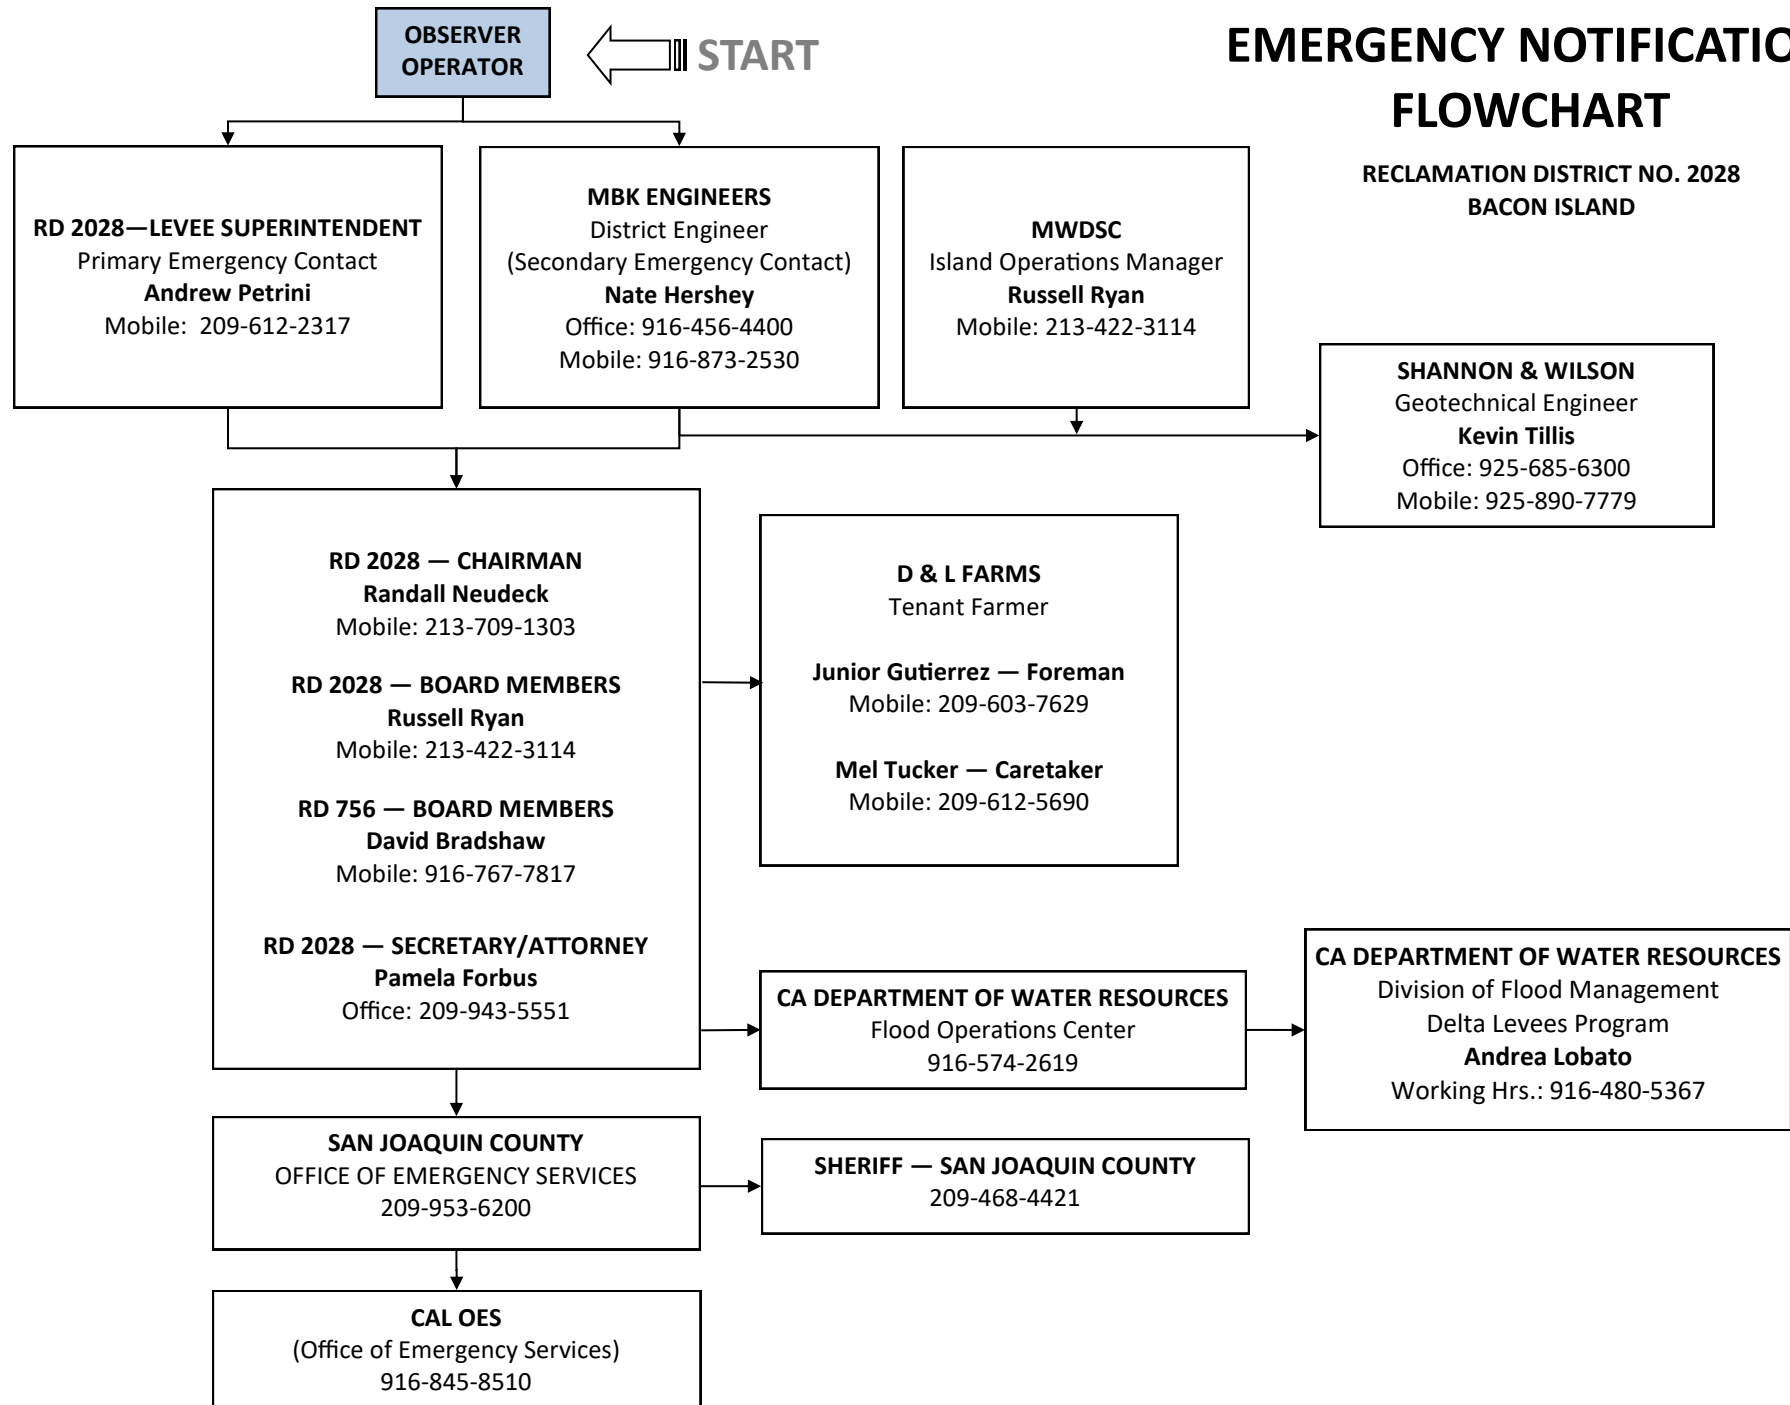 OBSERVER
OPERATOR
START
EMERGENCY NOTIFICATIO
FLOWCHART
RECLAMATION DISTRICT NO. 2028
BACON ISLAND
RD 2028—LEVEE SUPERINTENDENT
Primary Emergency Contact
Andrew Petrini
Mobile:  209-612-2317
MBK ENGINEERS
District Engineer
(Secondary Emergency Contact)
Nate Hershey
Office: 916-456-4400
Mobile: 916-873-2530
MWDSC
Island Operations Manager
Russell Ryan
Mobile: 213-422-3114
SHANNON & WILSON
Geotechnical Engineer
Kevin Tillis
Office: 925-685-6300
Mobile: 925-890-7779
RD 2028 — CHAIRMAN
Randall Neudeck
Mobile: 213-709-1303
RD 2028 — BOARD MEMBERS
Russell Ryan
Mobile: 213-422-3114
RD 756 — BOARD MEMBERS
David Bradshaw
Mobile: 916-767-7817
RD 2028 — SECRETARY/ATTORNEY
Pamela Forbus
Office: 209-943-5551
D & L FARMS
Tenant Farmer
Junior Gutierrez — Foreman
Mobile: 209-603-7629
Mel Tucker — Caretaker
Mobile: 209-612-5690
CA DEPARTMENT OF WATER RESOURCES
Flood Operations Center
916-574-2619
CA DEPARTMENT OF WATER RESOURCES
Division of Flood Management
Delta Levees Program
Andrea Lobato
Working Hrs.: 916-480-5367
SAN JOAQUIN COUNTY
OFFICE OF EMERGENCY SERVICES
209-953-6200
SHERIFF — SAN JOAQUIN COUNTY
209-468-4421
CAL OES
(Office of Emergency Services)
916-845-8510